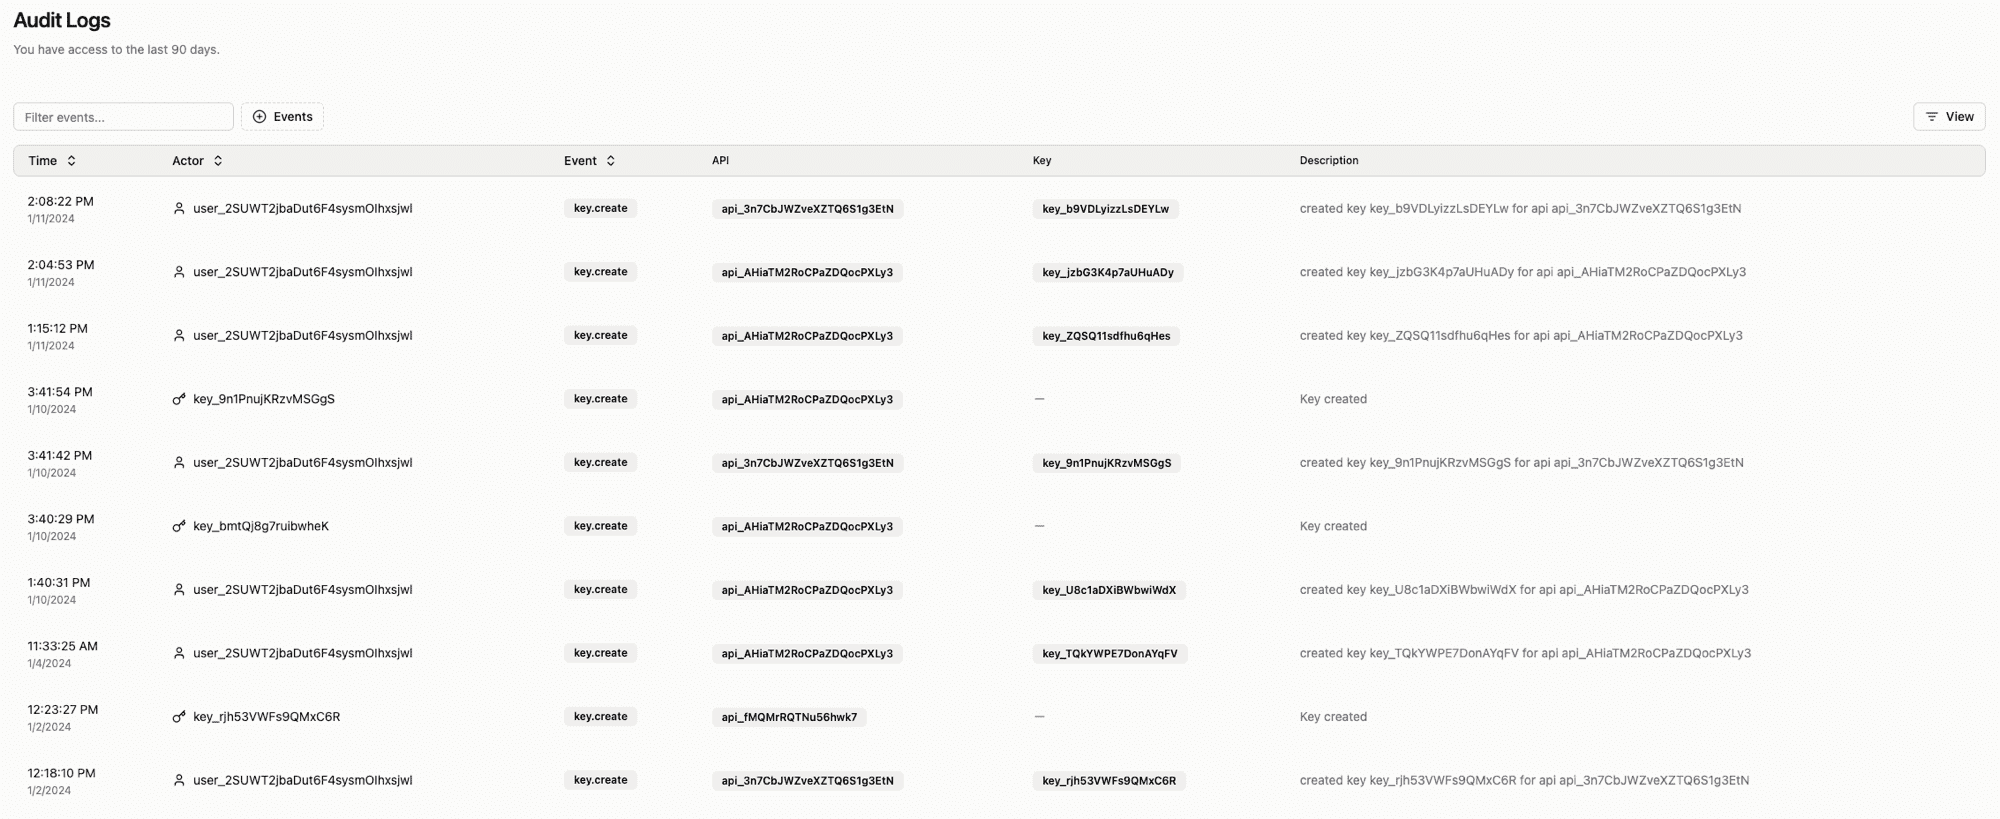 Audit Logs
You have access to the last 90 days.
Filter events... Events View
Time Actor Event API Key Description
2:08:22 PM
1/11/2024
user_2SUWT2jbaDut6F4sysmOIhxsjwl key.create api_3n7CbJWZveXZTQ6S1g3EtN key_b9VDLyizzLsDEYLw created key key_b9VDLyizzLsDEYLw for api api_3n7CbJWZveXZTQ6S1g3EtN
2:04:53 PM
1/11/2024
user_2SUWT2jbaDut6F4sysmOIhxsjwl key.create api_AHiaTM2RoCPaZDQocPXLy3 key_jzbG3K4p7aUHuADy created key key_jzbG3K4p7aUHuADy for api api_AHiaTM2RoCPaZDQocPXLy3
1:15:12 PM
1/11/2024
user_2SUWT2jbaDut6F4sysmOIhxsjwl key.create api_AHiaTM2RoCPaZDQocPXLy3 key_ZQSQ11sdfhu6qHes created key key_ZQSQ11sdfhu6qHes for api api_AHiaTM2RoCPaZDQocPXLy3
3:41:54 PM
1/10/2024
key_9n1PnujKRzvMSGgS key.create api_AHiaTM2RoCPaZDQocPXLy3 — Key created
3:41:42 PM
1/10/2024
user_2SUWT2jbaDut6F4sysmOIhxsjwl key.create api_3n7CbJWZveXZTQ6S1g3EtN key_9n1PnujKRzvMSGgS created key key_9n1PnujKRzvMSGgS for api api_3n7CbJWZveXZTQ6S1g3EtN
3:40:29 PM
1/10/2024
key_bmtQj8g7ruibwheK key.create api_AHiaTM2RoCPaZDQocPXLy3 — Key created
1:40:31 PM
1/10/2024
user_2SUWT2jbaDut6F4sysmOIhxsjwl key.create api_AHiaTM2RoCPaZDQocPXLy3 key_U8c1aDXiBWbwiWdX created key key_U8c1aDXiBWbwiWdX for api api_AHiaTM2RoCPaZDQocPXLy3
11:33:25 AM
1/4/2024
user_2SUWT2jbaDut6F4sysmOIhxsjwl key.create api_AHiaTM2RoCPaZDQocPXLy3 key_TQkYWPE7DonAYqFV created key key_TQkYWPE7DonAYqFV for api api_AHiaTM2RoCPaZDQocPXLy3
12:23:27 PM
1/2/2024
key_rjh53VWFs9QMxC6R key.create api_fMQMrRQTNu56hwk7 — Key created
12:18:10 PM
1/2/2024
user_2SUWT2jbaDut6F4sysmOIhxsjwl key.create api_3n7CbJWZveXZTQ6S1g3EtN key_rjh53VWFs9QMxC6R created key key_rjh53VWFs9QMxC6R for api api_3n7CbJWZveXZTQ6S1g3EtN